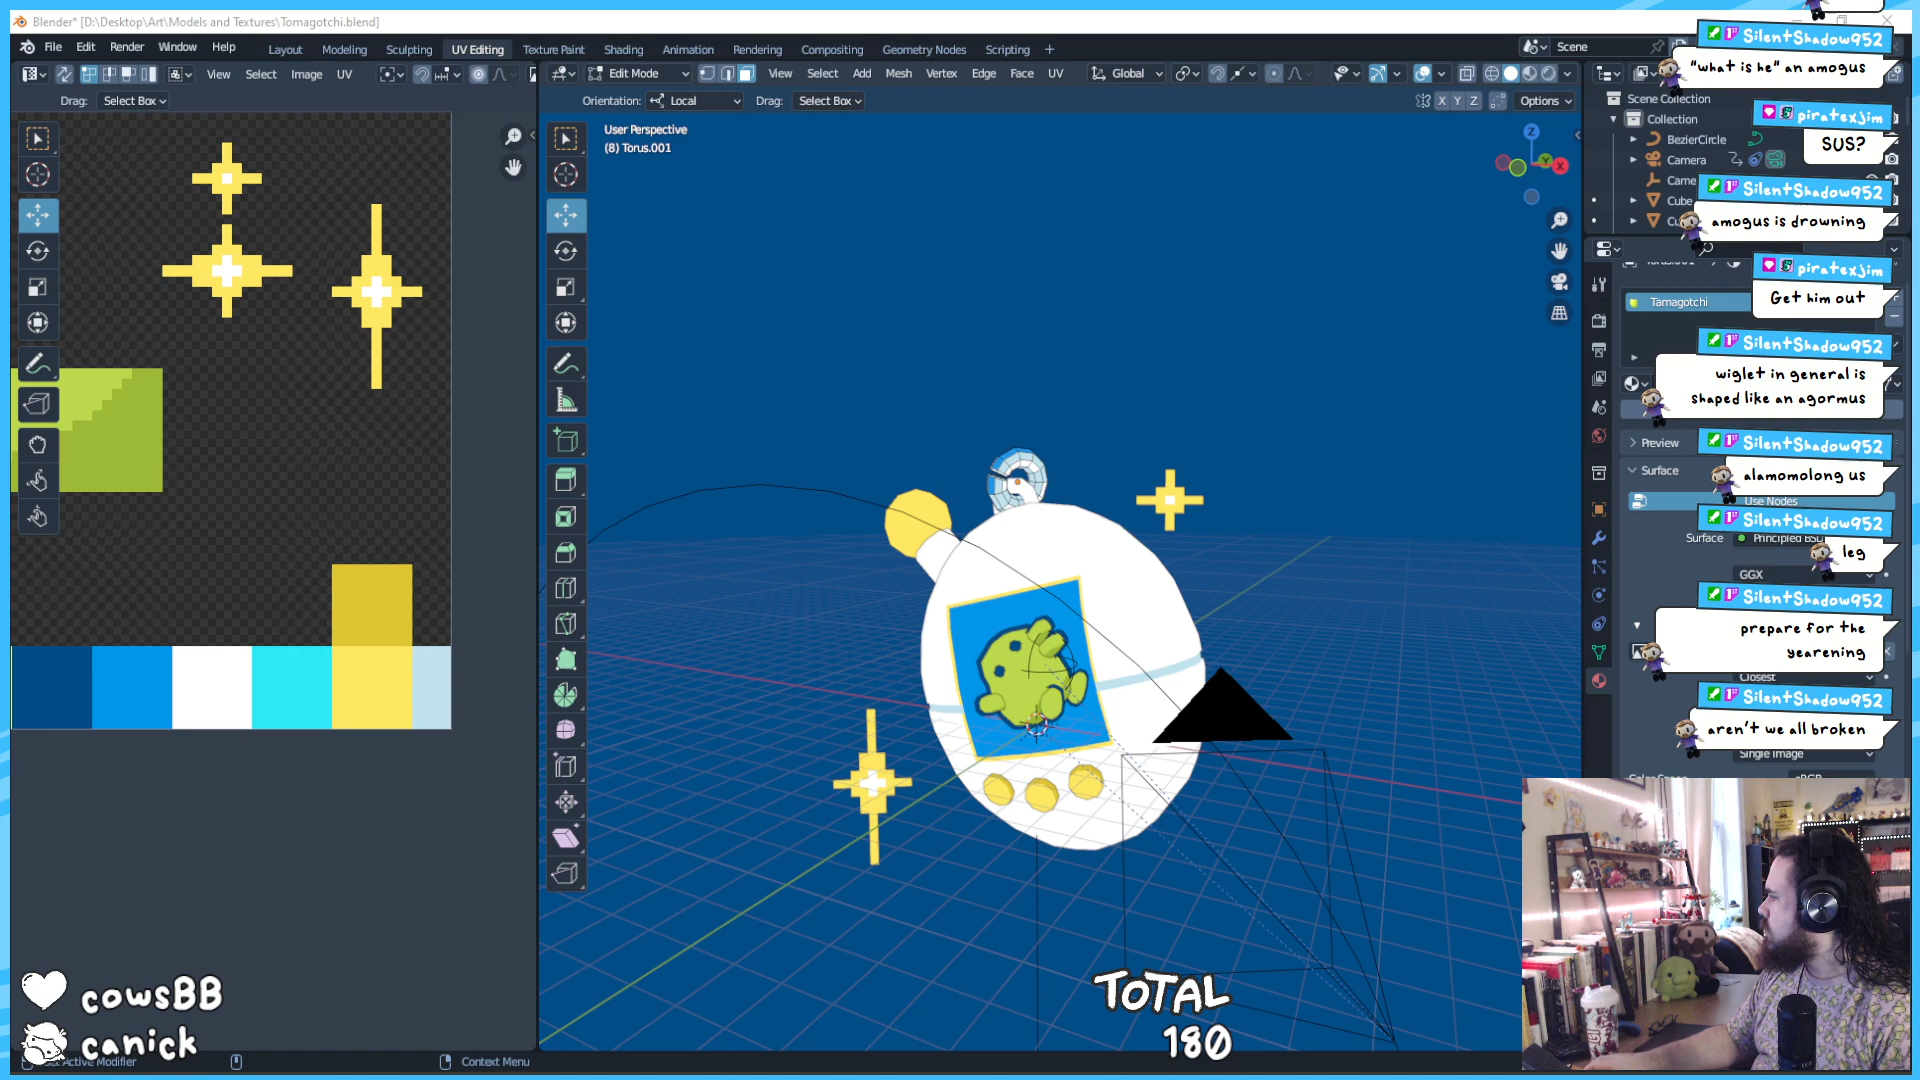 Blender* [D:\Desktop\Art\Models and Textures\Tomagotchi.blend]
File Edit Render Window Help
Layout Modeling Sculpting UV Editing Texture Paint Shading Animation Rendering Compositing Geometry Nodes Scripting +
Scene
View Select Image UV
Edit Mode View Select Add Mesh Vertex Edge Face UV Global
Drag: Select Box
Orientation: Local Drag: Select Box X Y Z Options
User Perspective
(8) Torus.001
Z
Y
X
Scene Collection
Collection
BezierCircle
Camera
Came
Cube
Tamagotchi
Preview
Surface
Use Nodes
Surface Principled BSD
GGX
Closest
Single Image
SilentShadow952
"what is he" an amogus
piratexjim
SUS?
SilentShadow952
amogus is drowning
piratexjim
Get him out
SilentShadow952
wiglet in general is
shaped like an agormus
SilentShadow952
alamomolong us
SilentShadow952
leg
SilentShadow952
prepare for the
yearening
SilentShadow952
aren't we all broken
TOTAL
180
cowsBB
canick
Set Active Modifier
Context Menu